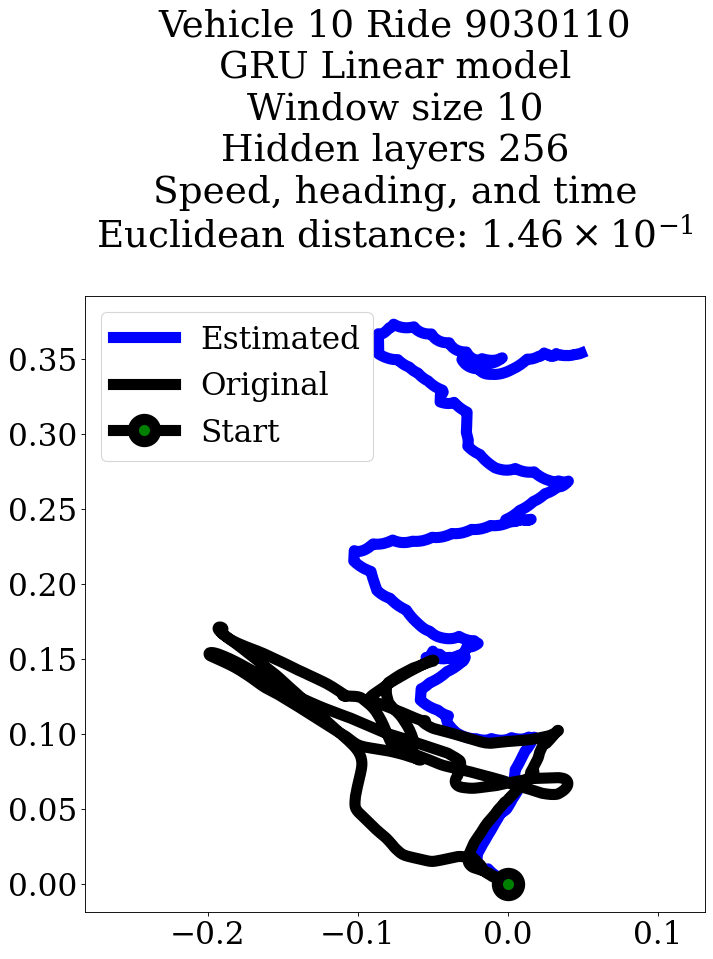 Vehicle 10 Ride 9030110
GRU Linear model
Window size 10
Hidden layers 256
Speed, heading, and time
Euclidean distance: 1.46 × 10⁻¹
Estimated
Original
Start
0.35
0.30
0.25
0.20
0.15
0.10
0.05
0.00
−0.2 −0.1 0.0 0.1